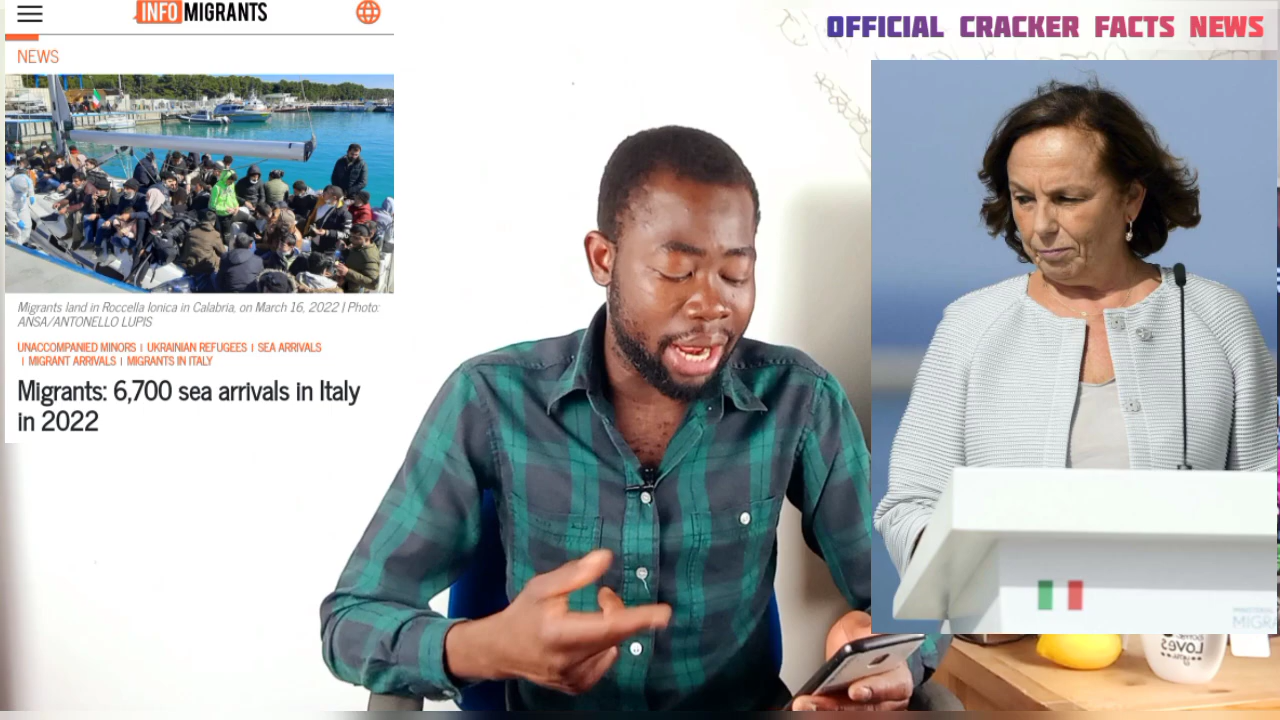 INFOMIGRANTS
OFFICIAL CRACKER FACTS NEWS
NEWS
Migrants land in Roccella Ionica in Calabria, on March 16, 2022 | Photo:
ANSA/ANTONELLO LUPIS
UNACCOMPANIED MINORS | UKRAINIAN REFUGEES | SEA ARRIVALS
| MIGRANT ARRIVALS | MIGRANTS IN ITALY
Migrants: 6,700 sea arrivals in Italy
in 2022
LOVES